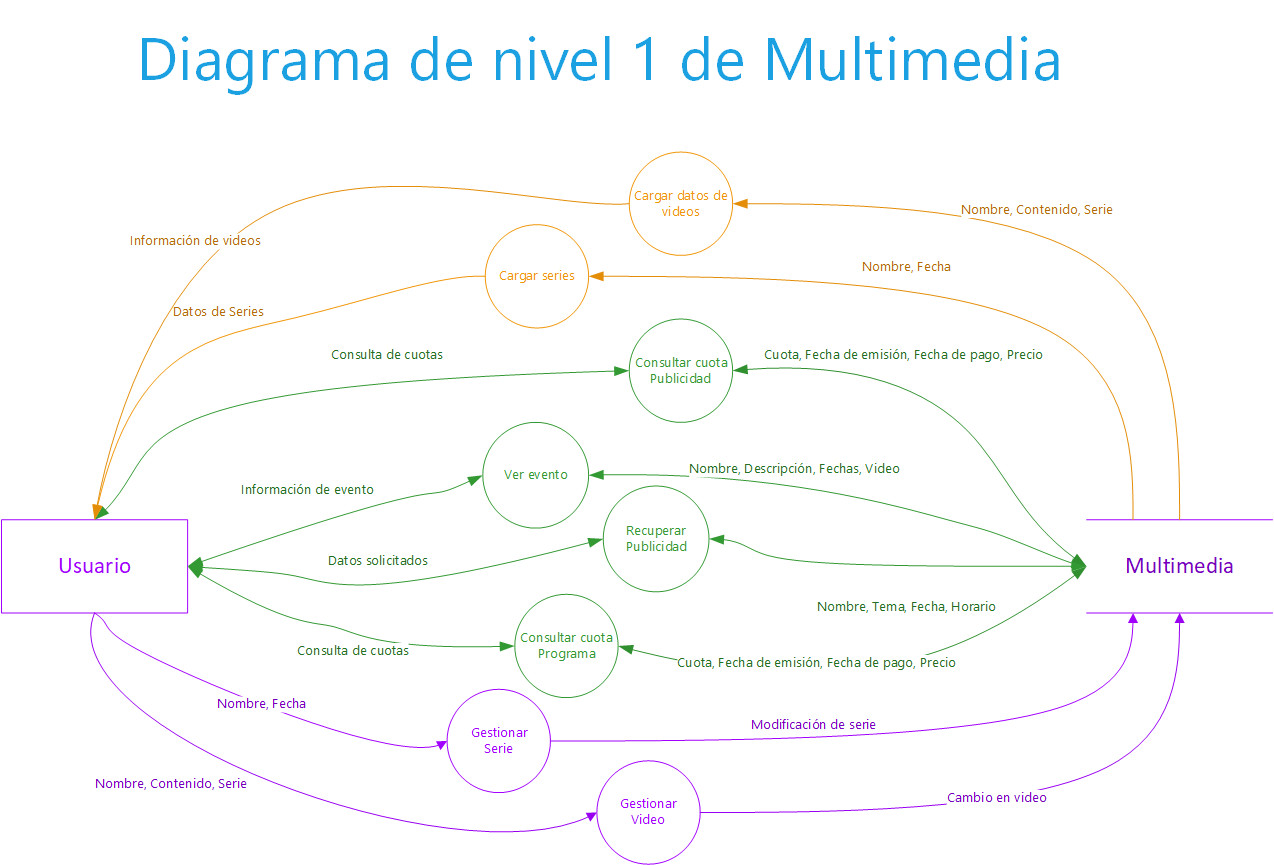 Diagrama de nivel 1 de Multimedia
Cargar datos de
videos
Nombre, Contenido, Serie
Información de videos
Cargar series
Nombre, Fecha
Datos de Series
Consulta de cuotas
Consultar cuota
Publicidad
Cuota, Fecha de emisión, Fecha de pago, Precio
Ver evento
Nombre, Descripción, Fechas, Video
Información de evento
Recuperar
Publicidad
Datos solicitados
Usuario
Multimedia
Nombre, Tema, Fecha, Horario
Consultar cuota
Programa
Consulta de cuotas
Cuota, Fecha de emisión, Fecha de pago, Precio
Nombre, Fecha
Gestionar
Serie
Modificación de serie
Nombre, Contenido, Serie
Gestionar
Video
Cambio en video